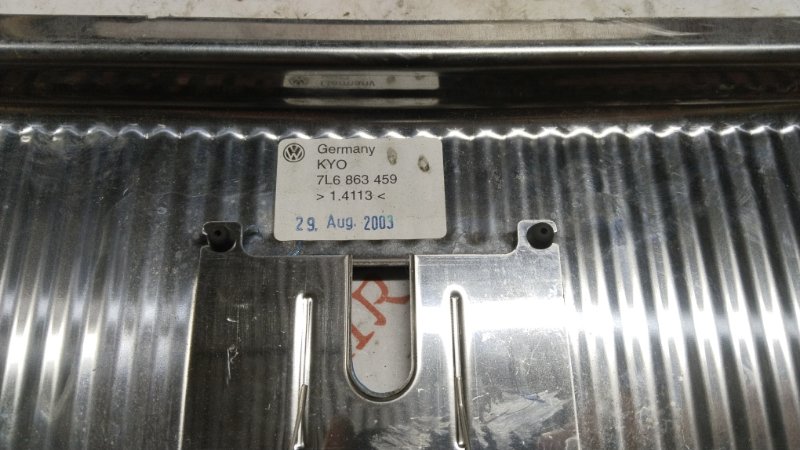 Germany
KYO
7L6 863 459
> 1.4113 <
29. Aug. 2003